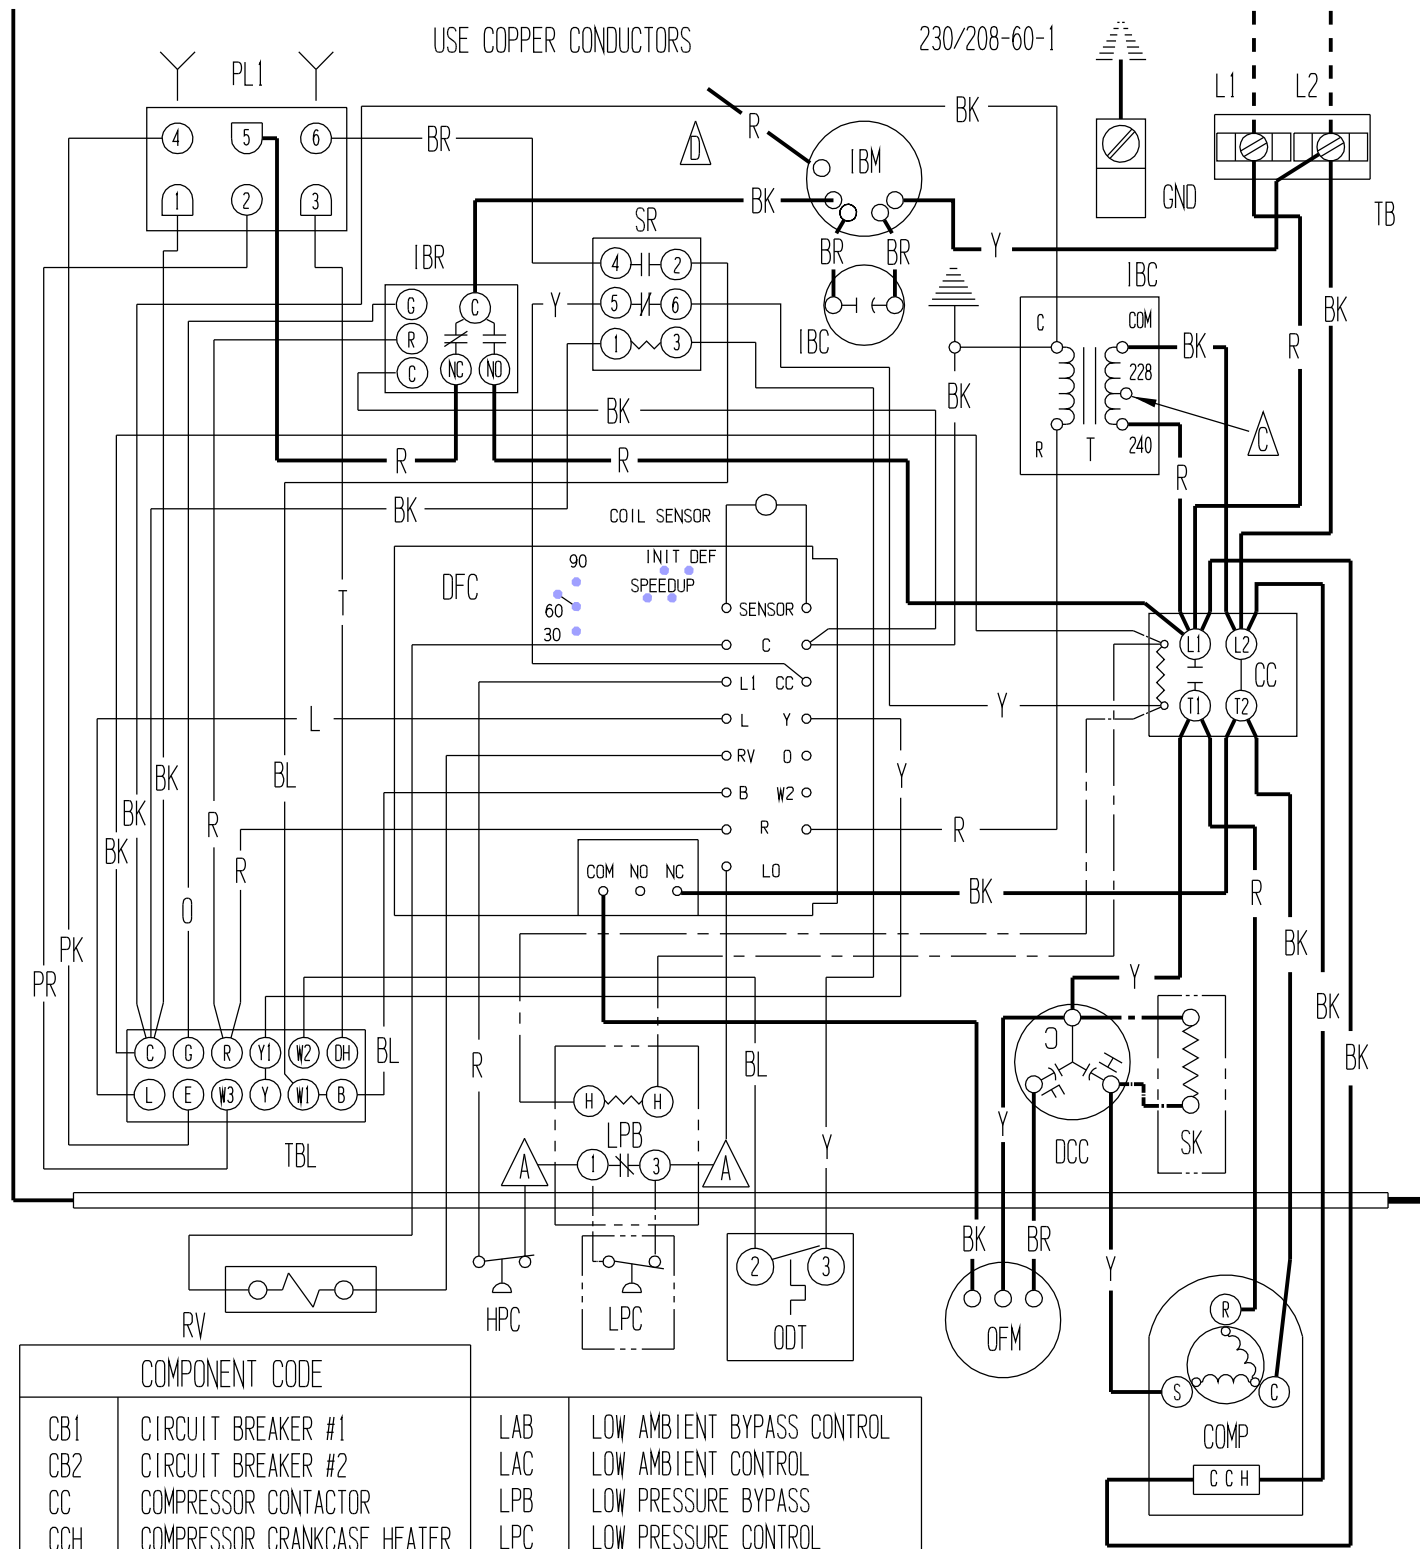 USE COPPER CONDUCTORS
230/208-60-1
PL1
L1
L2
BK
4
5
6
BR
R
D
IBM
1
2
3
BK
GND
TB
SR
BR
BR
Y
IBR
4
2
IBC
G
C
Y
5
6
IBC
C
COM
BK
R
1
3
BK
R
C
NC
NO
228
BK
BK
C
R
T
240
R
R
R
BK
COIL SENSOR
90
INIT DEF
DFC
SPEEDUP
60
30
T
SENSOR
C
L1
L2
CC
L1
CC
Y
T1
T2
L
L
Y
BL
RV
O
Y
BK
BK
B
W2
R
R
R
BK
R
COM
NO
NC
LO
BK
R
O
PK
BK
PR
Y
BK
C
C
G
R
Y1
W2
DH
BL
R
BL
BK
H
F
L
E
W3
Y
W1
B
H
H
LPB
Y
Y
DCC
SK
TBL
A
1
3
A
BK
BR
Y
2
3
HPC
LPC
ODT
OFM
R
RV
S
C
COMP
CCH
COMPONENT CODE
CB1 CIRCUIT BREAKER #1 LAB LOW AMBIENT BYPASS CONTROL
CB2 CIRCUIT BREAKER #2 LAC LOW AMBIENT CONTROL
CC COMPRESSOR CONTACTOR LPB LOW PRESSURE BYPASS
CCH COMPRESSOR CRANKCASE HEATER LPC LOW PRESSURE CONTROL